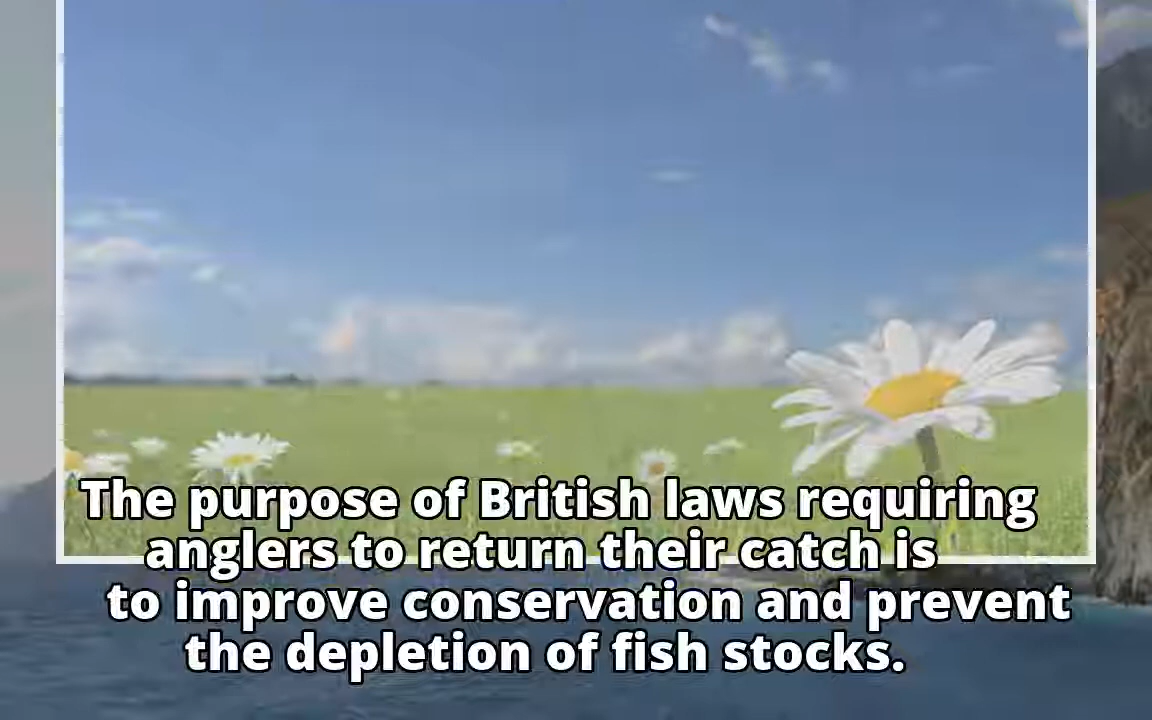 The purpose of British laws requiring
anglers to return their catch is
to improve conservation and prevent
the depletion of fish stocks.